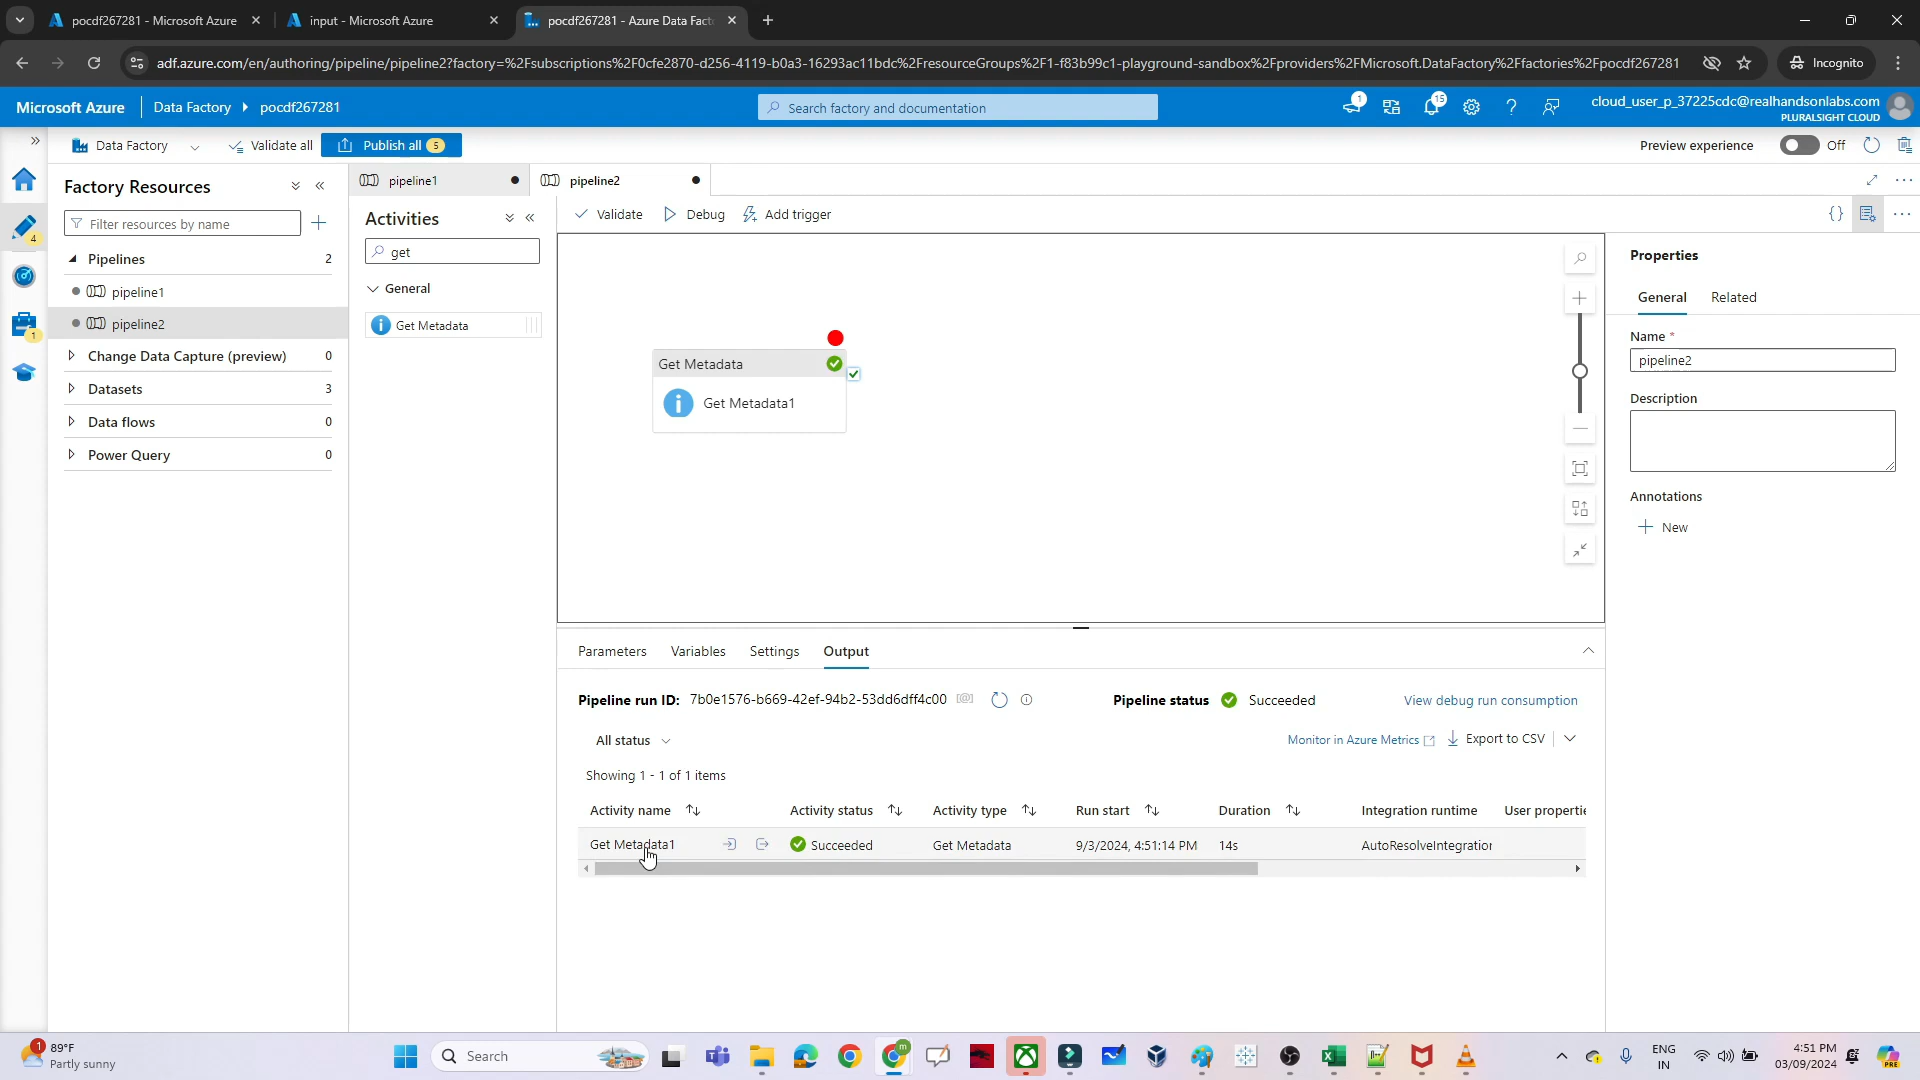 pocdf267281 - Microsoft Azure
input - Microsoft Azure
pocdf267281 - Azure Data Fact
adf.azure.com/en/authoring/pipeline/pipeline2?factory=%2Fsubscriptions%2F0cfe2870-d256-4119-b0a3-16293ac11bdc%2FresourceGroups%2F1-f83b99c1-playground-sandbox%2Fproviders%2FMicrosoft.DataFactory%2Ffactories%2Fpocdf267281
Incognito
Microsoft Azure
Data Factory
pocdf267281
Search factory and documentation
1
15
cloud_user_p_37225cdc@realhandsonlabs.com
PLURALSIGHT CLOUD
Data Factory
Validate all
Publish all 5
Preview experience
Off
4
1
Factory Resources
Filter resources by name
Pipelines 2
pipeline1
pipeline2
Change Data Capture (preview) 0
Datasets 3
Data flows 0
Power Query 0
pipeline1
pipeline2
Activities
get
General
Get Metadata
Validate
Debug
Add trigger
Get Metadata
Get Metadata1
Properties
General
Related
Name *
pipeline2
Description
Annotations
New
Parameters
Variables
Settings
Output
Pipeline run ID: 7b0e1576-b669-42ef-94b2-53dd6dff4c00
Pipeline status Succeeded
View debug run consumption
All status
Monitor in Azure Metrics
Export to CSV
Showing 1 - 1 of 1 items
Activity name Activity status Activity type Run start Duration Integration runtime User propertie
Get Metadata1 Succeeded Get Metadata 9/3/2024, 4:51:14 PM 14s AutoResolveIntegration
1
89°F
Partly sunny
Search
m
ENG
IN
4:51 PM
03/09/2024
PRE